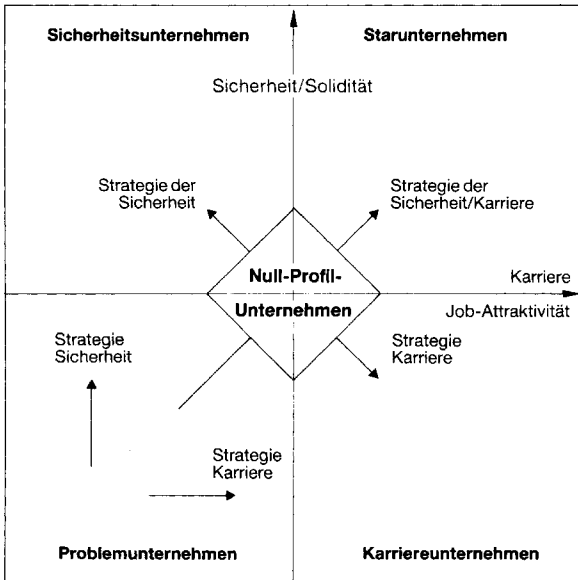 Sicherheitsunternehmen
Starunternehmen
Sicherheit/Solidität
Strategie der
Sicherheit
Strategie der
Sicherheit/Karriere
Null-Profil-
Unternehmen
Karriere
Job-Attraktivität
Strategie
Sicherheit
Strategie
Karriere
Strategie
Karriere
Problemunternehmen
Karriereunternehmen